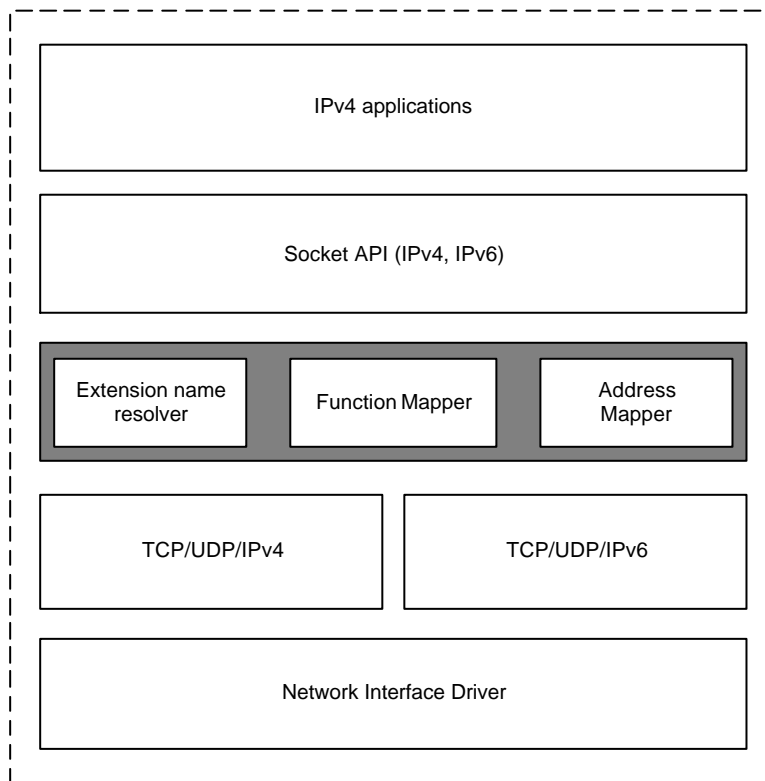 IPv4 applications
Socket API (IPv4, IPv6)
Extension name
resolver
Function Mapper
Address
Mapper
TCP/UDP/IPv4
TCP/UDP/IPv6
Network Interface Driver